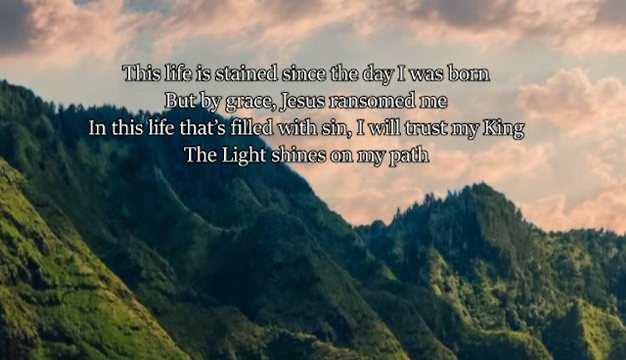 This life is stained since the day I was born
But by grace, Jesus ransomed me
In this life that’s filled with sin, I will trust my King
The Light shines on my path